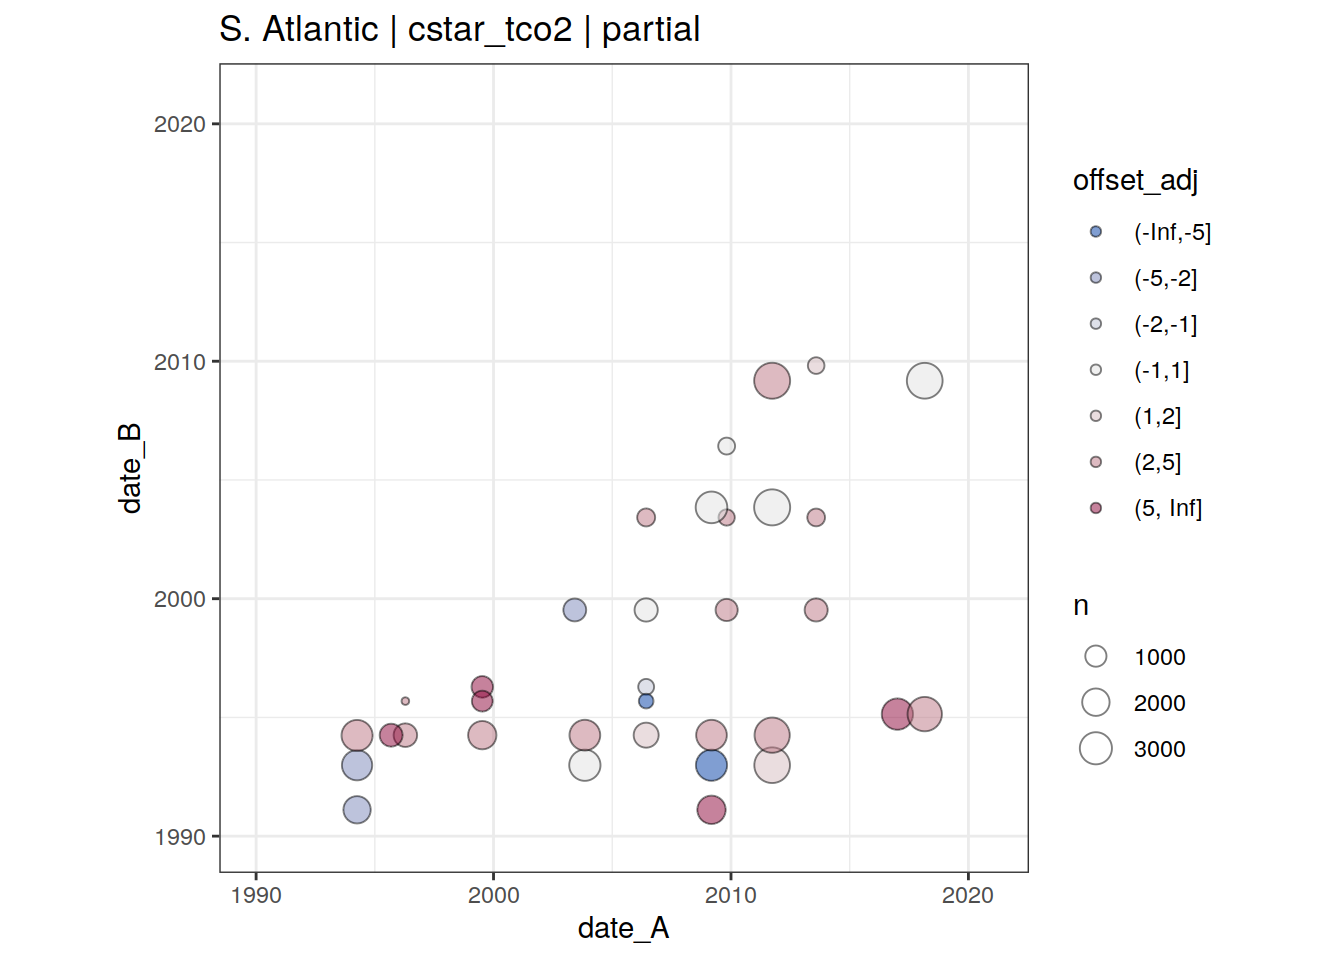 S. Atlantic | cstar_tco2 | partial
2020
2010
2000
1990
date_B
1990 2000 2010 2020
date_A
offset_adj
(-Inf,-5]
(-5,-2]
(-2,-1]
(-1,1]
(1,2]
(2,5]
(5, Inf]
n
1000
2000
3000